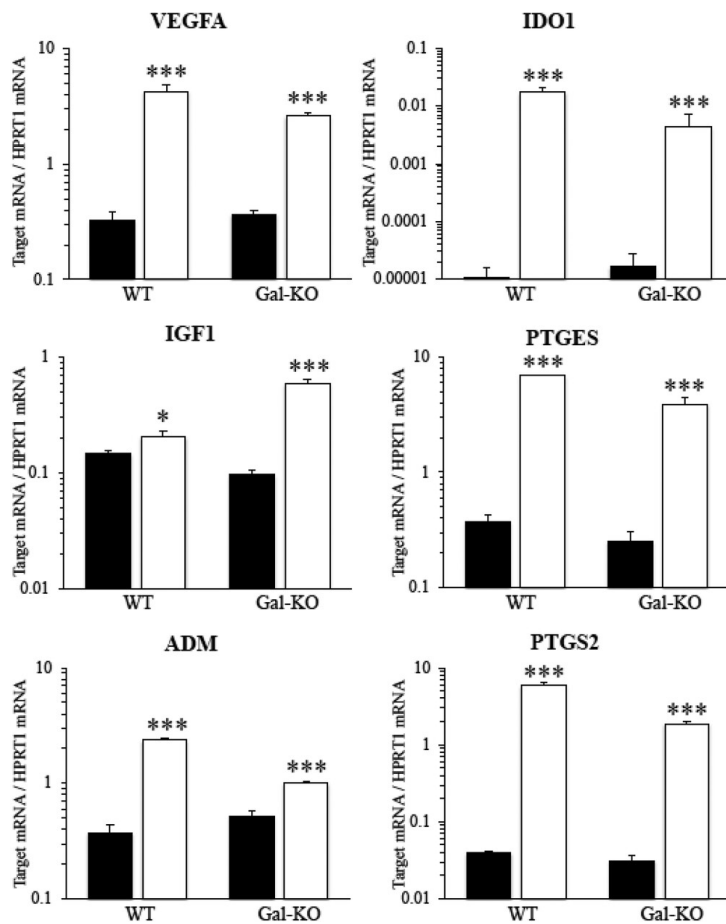 VEGFA
Target mRNA / HPRT1 mRNA
10
1
0.1
***
***
WT
Gal-KO
IDO1
Target mRNA / HPRT1 mRNA
0.1
0.01
0.001
0.0001
0.00001
***
***
WT
Gal-KO
IGF1
Target mRNA / HPRT1 mRNA
1
0.1
0.01
*
***
WT
Gal-KO
PTGES
Target mRNA / HPRT1 mRNA
10
1
0.1
***
***
WT
Gal-KO
ADM
Target mRNA / HPRT1 mRNA
10
1
0.1
***
***
WT
Gal-KO
PTGS2
Target mRNA / HPRT1 mRNA
10
1
0.1
0.01
***
***
WT
Gal-KO